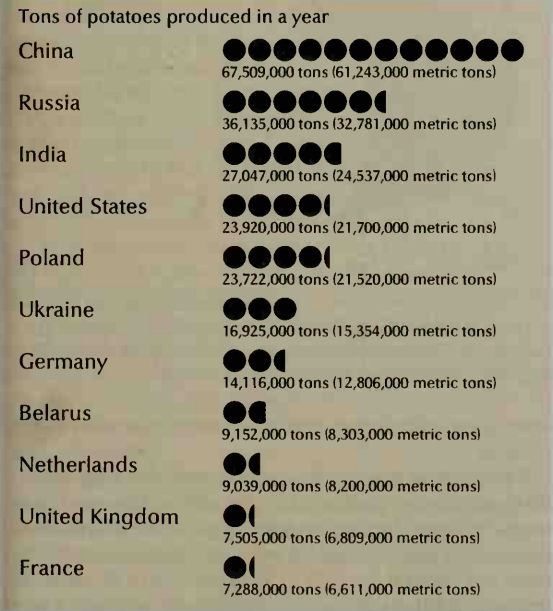 Tons of potatoes produced in a year
China
67,509,000 tons (61,243,000 metric tons)
Russia
36,135,000 tons (32,781,000 metric tons)
India
27,047,000 tons (24,537,000 metric tons)
United States
23,920,000 tons (21,700,000 metric tons)
Poland
23,722,000 tons (21,520,000 metric tons)
Ukraine
16,925,000 tons (15,354,000 metric tons)
Germany
14,116,000 tons (12,806,000 metric tons)
Belarus
9,152,000 tons (8,303,000 metric tons)
Netherlands
9,039,000 tons (8,200,000 metric tons)
United Kingdom
7,505,000 tons (6,809,000 metric tons)
France
7,288,000 tons (6,611,000 metric tons)